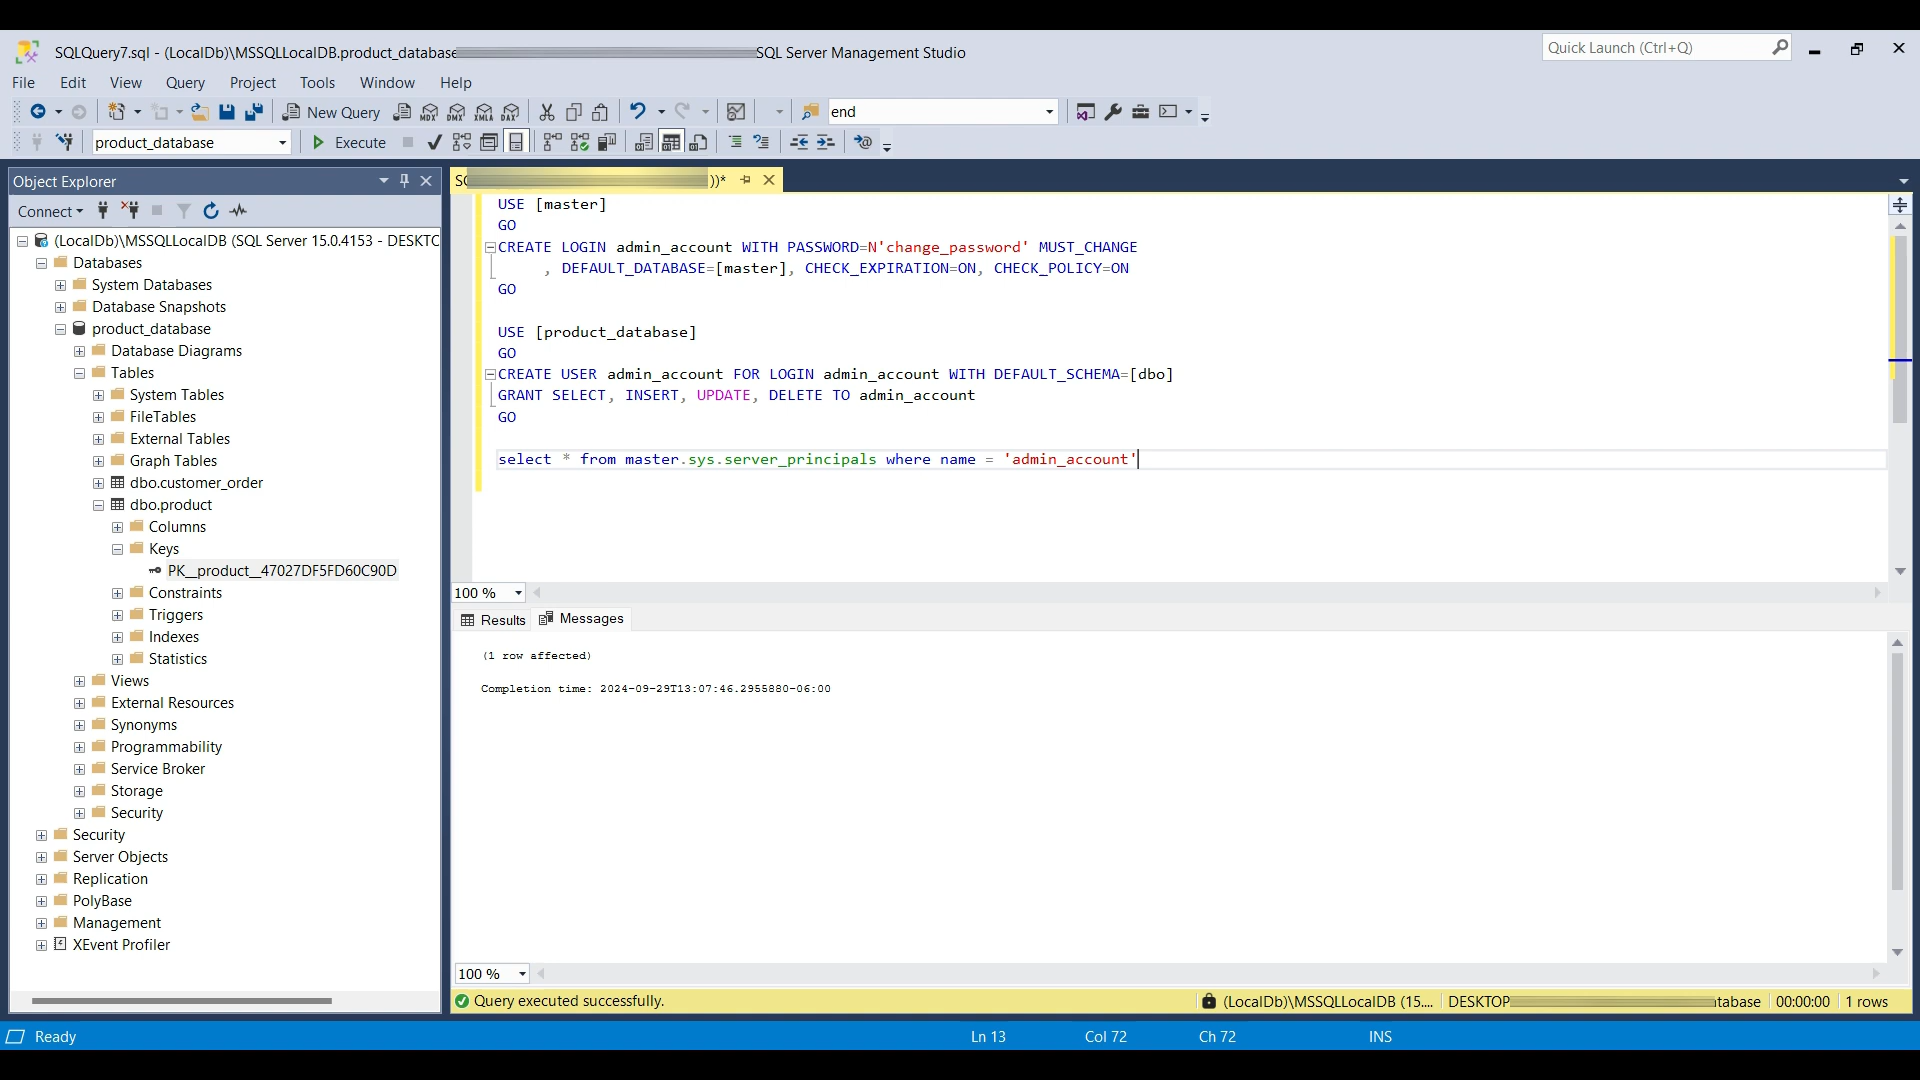 SQLQuery7.sql - (LocalDb)\MSSQLLocalDB.product_database SQL Server Management Studio
Quick Launch (Ctrl+Q)
File Edit View Query Project Tools Window Help
New Query MDX DMX XMLA DAX end
product_database Execute
Object Explorer
))*
Connect
(LocalDb)\MSSQLLocalDB (SQL Server 15.0.4153 - DESKTO
Databases
System Databases
Database Snapshots
product_database
Database Diagrams
Tables
System Tables
FileTables
External Tables
Graph Tables
dbo.customer_order
dbo.product
Columns
Keys
PK__product__47027DF5FD60C90D
Constraints
Triggers
Indexes
Statistics
Views
External Resources
Synonyms
Programmability
Service Broker
Storage
Security
Security
Server Objects
Replication
PolyBase
Management
XEvent Profiler
USE [master]
GO
CREATE LOGIN admin_account WITH PASSWORD=N'change_password' MUST_CHANGE
, DEFAULT_DATABASE=[master], CHECK_EXPIRATION=ON, CHECK_POLICY=ON
GO
USE [product_database]
GO
CREATE USER admin_account FOR LOGIN admin_account WITH DEFAULT_SCHEMA=[dbo]
GRANT SELECT, INSERT, UPDATE, DELETE TO admin_account
GO
select * from master.sys.server_principals where name = 'admin_account'
100 %
Results Messages
(1 row affected)
Completion time: 2024-09-29T13:07:46.2955880-06:00
100 %
Query executed successfully. (LocalDb)\MSSQLLocalDB (15.... DESKTOP tabase 00:00:00 1 rows
Ready Ln 13 Col 72 Ch 72 INS